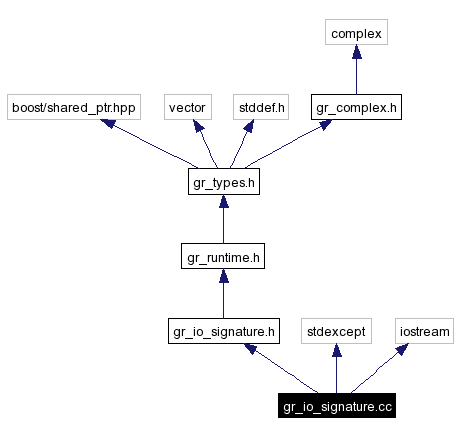 complex
boost/shared_ptr.hpp vector stddef.h gr_complex.h
gr_types.h
gr_runtime.h
gr_io_signature.h stdexcept iostream
gr_io_signature.cc